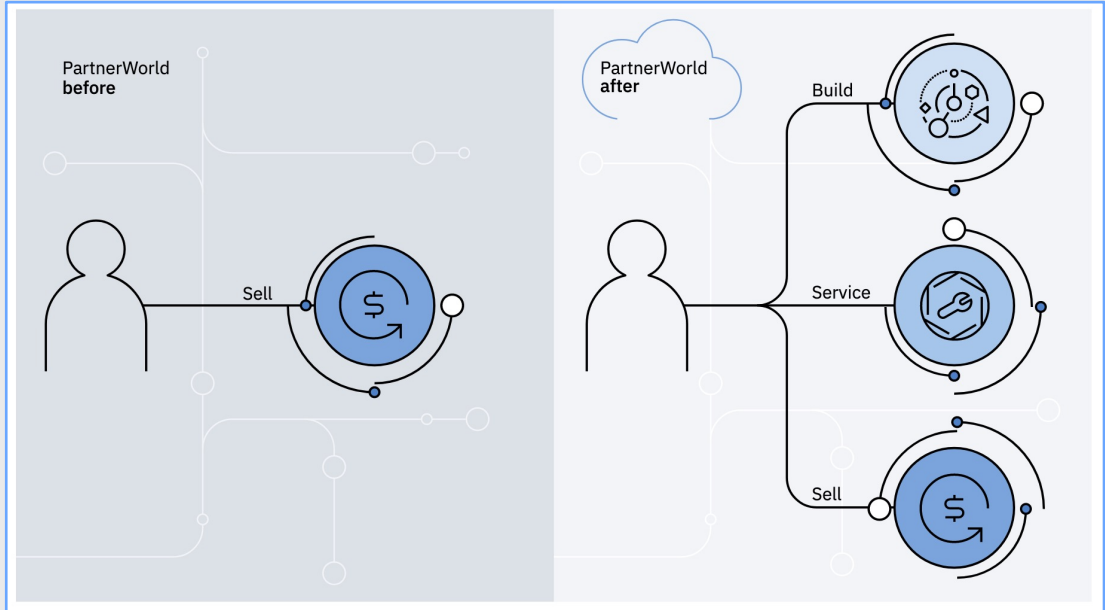 PartnerWorld
before
Sell
$
PartnerWorld
after
Build
Service
Sell
$